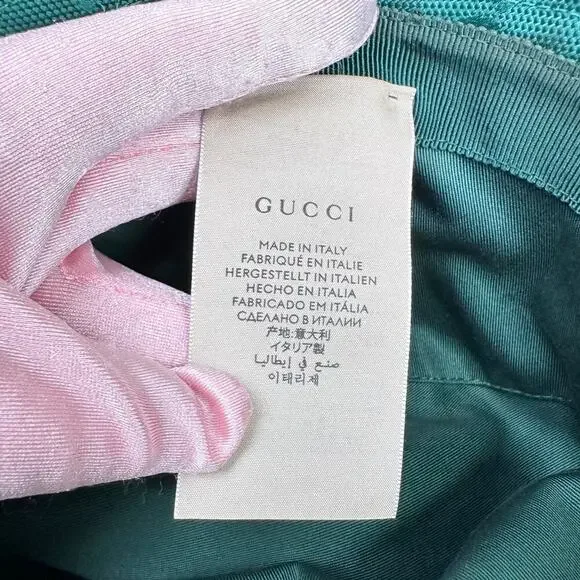 GUCCI
MADE IN ITALY
FABRIQUÉ EN ITALIE
HERGESTELLT IN ITALIEN
HECHO EN ITALIA
FABRICADO EM ITÁLIA
СДЕЛАНО В ИТАЛИИ
产地:意大利
イタリア製
صنع في إيطاليا
이태리제